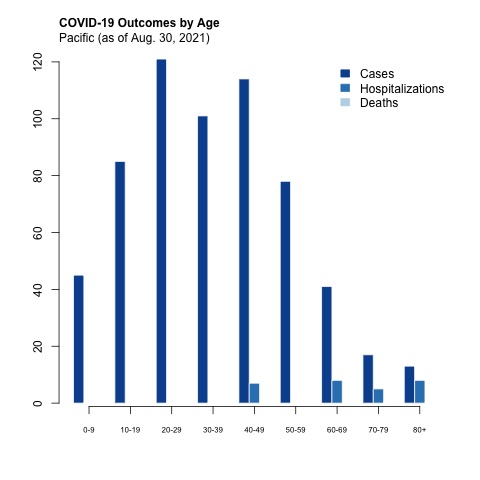 COVID-19 Outcomes by Age
Pacific (as of Aug. 30, 2021)
Cases
Hospitalizations
Deaths
120
100
80
60
40
20
0
0-9 10-19 20-29 30-39 40-49 50-59 60-69 70-79 80+